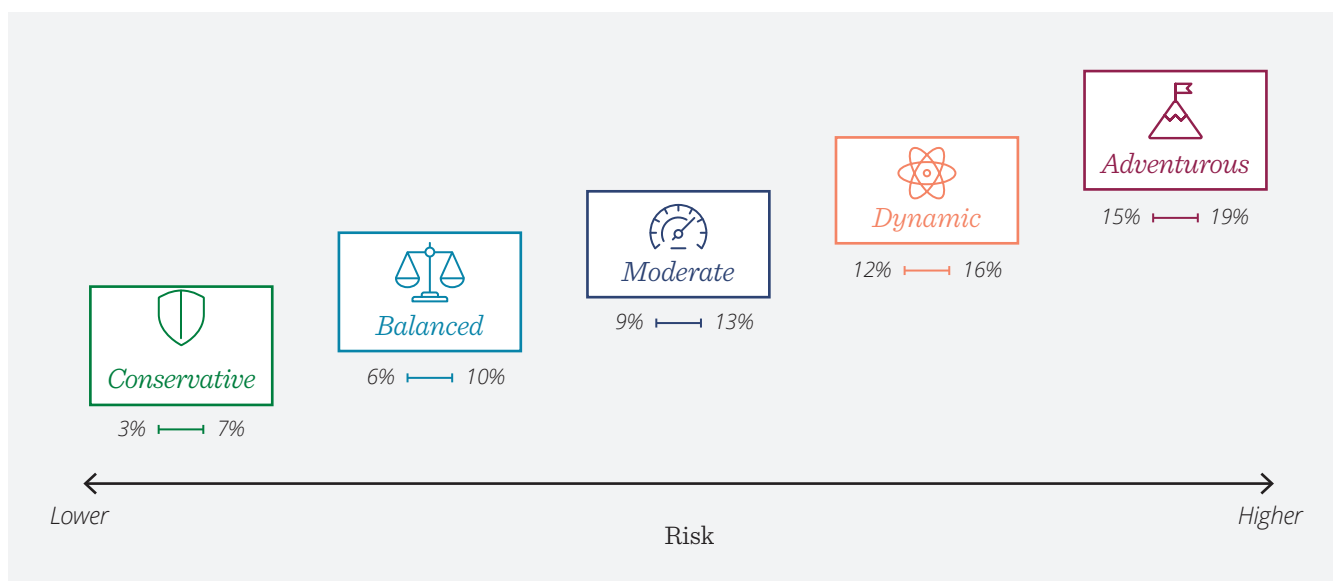 Adventurous
15% 19%
Dynamic
12% 16%
Moderate
9% 13%
Balanced
6% 10%
Conservative
3% 7%
Lower
Higher
Risk